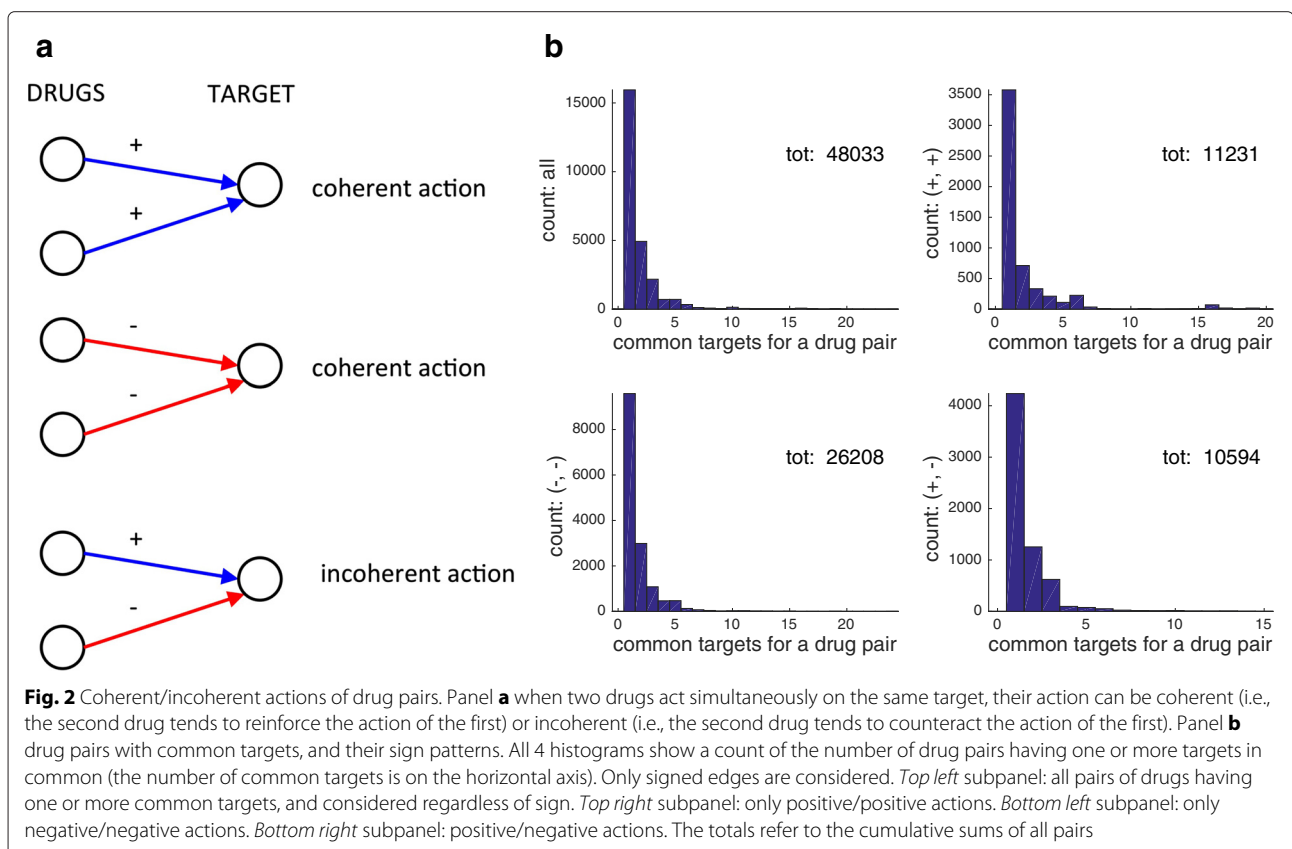 a
DRUGS TARGET
+
+
coherent action
-
-
coherent action
+
-
incoherent action
b
count: all
15000
10000
5000
0
tot: 48033
0 5 10 15 20
common targets for a drug pair
count: (+, +)
3500
3000
2500
2000
1500
1000
500
0
tot: 11231
0 5 10 15 20
common targets for a drug pair
count: (-, -)
8000
6000
4000
2000
0
tot: 26208
0 5 10 15 20
common targets for a drug pair
count: (+, -)
4000
3000
2000
1000
0
tot: 10594
0 5 10 15
common targets for a drug pair
Fig. 2 Coherent/incoherent actions of drug pairs. Panel a when two drugs act simultaneously on the same target, their action can be coherent (i.e.,
the second drug tends to reinforce the action of the first) or incoherent (i.e., the second drug tends to counteract the action of the first). Panel b
drug pairs with common targets, and their sign patterns. All 4 histograms show a count of the number of drug pairs having one or more targets in
common (the number of common targets is on the horizontal axis). Only signed edges are considered. Top left subpanel: all pairs of drugs having
one or more common targets, and considered regardless of sign. Top right subpanel: only positive/positive actions. Bottom left subpanel: only
negative/negative actions. Bottom right subpanel: positive/negative actions. The totals refer to the cumulative sums of all pairs